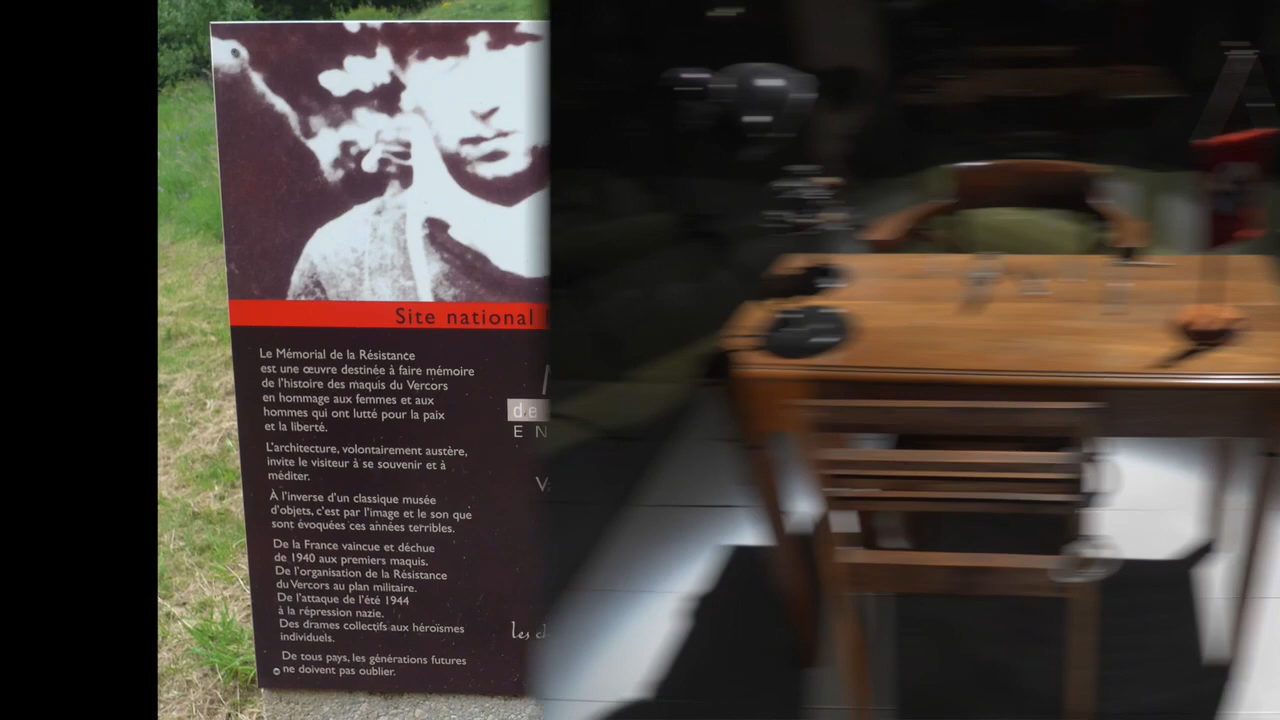 Site national
Le Mémorial de la Résistance
est une œuvre destinée à faire mémoire
de l'histoire des maquis du Vercors
en hommage aux femmes et aux
hommes qui ont lutté pour la paix
et la liberté.
L'architecture, volontairement austère,
invite le visiteur à se souvenir et à
méditer.
À l'inverse d'un classique musée
d'objets, c'est par l'image et le son que
sont évoquées ces années terribles.
De la France vaincue et déchue
de 1940 aux premiers maquis.
De l'organisation de la Résistance
du Vercors au plan militaire.
De l'attaque de l'été 1944
à la répression nazie.
Des drames collectifs aux héroïsmes
individuels.
De tous pays, les générations futures
ne doivent pas oublier.
de
E N
les ch